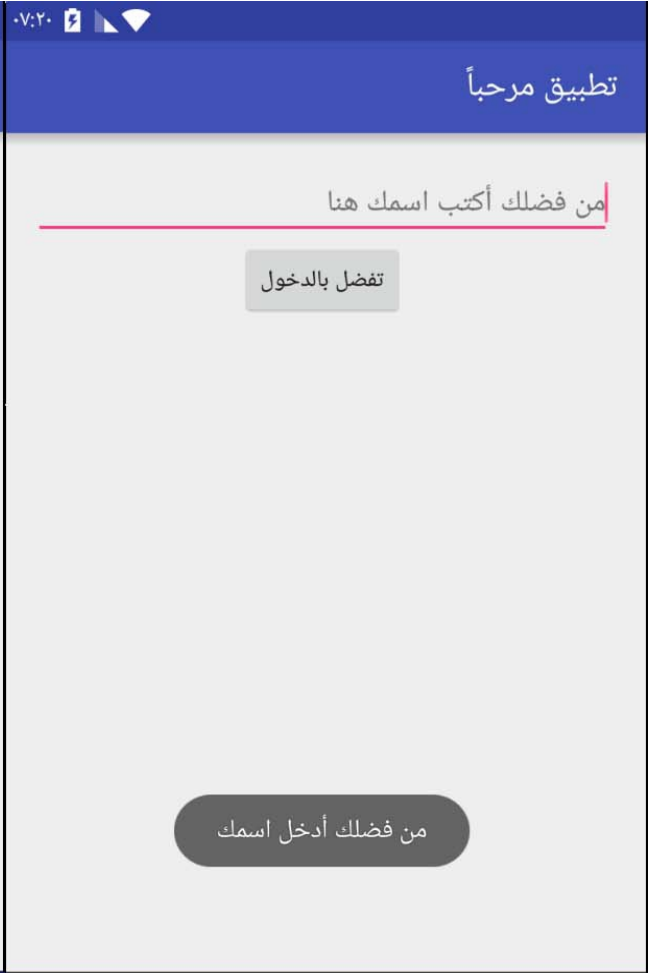 ٠٧:٢٠
تطبيق مرحباً
من فضلك أكتب اسمك هنا
تفضل بالدخول
من فضلك أدخل اسمك